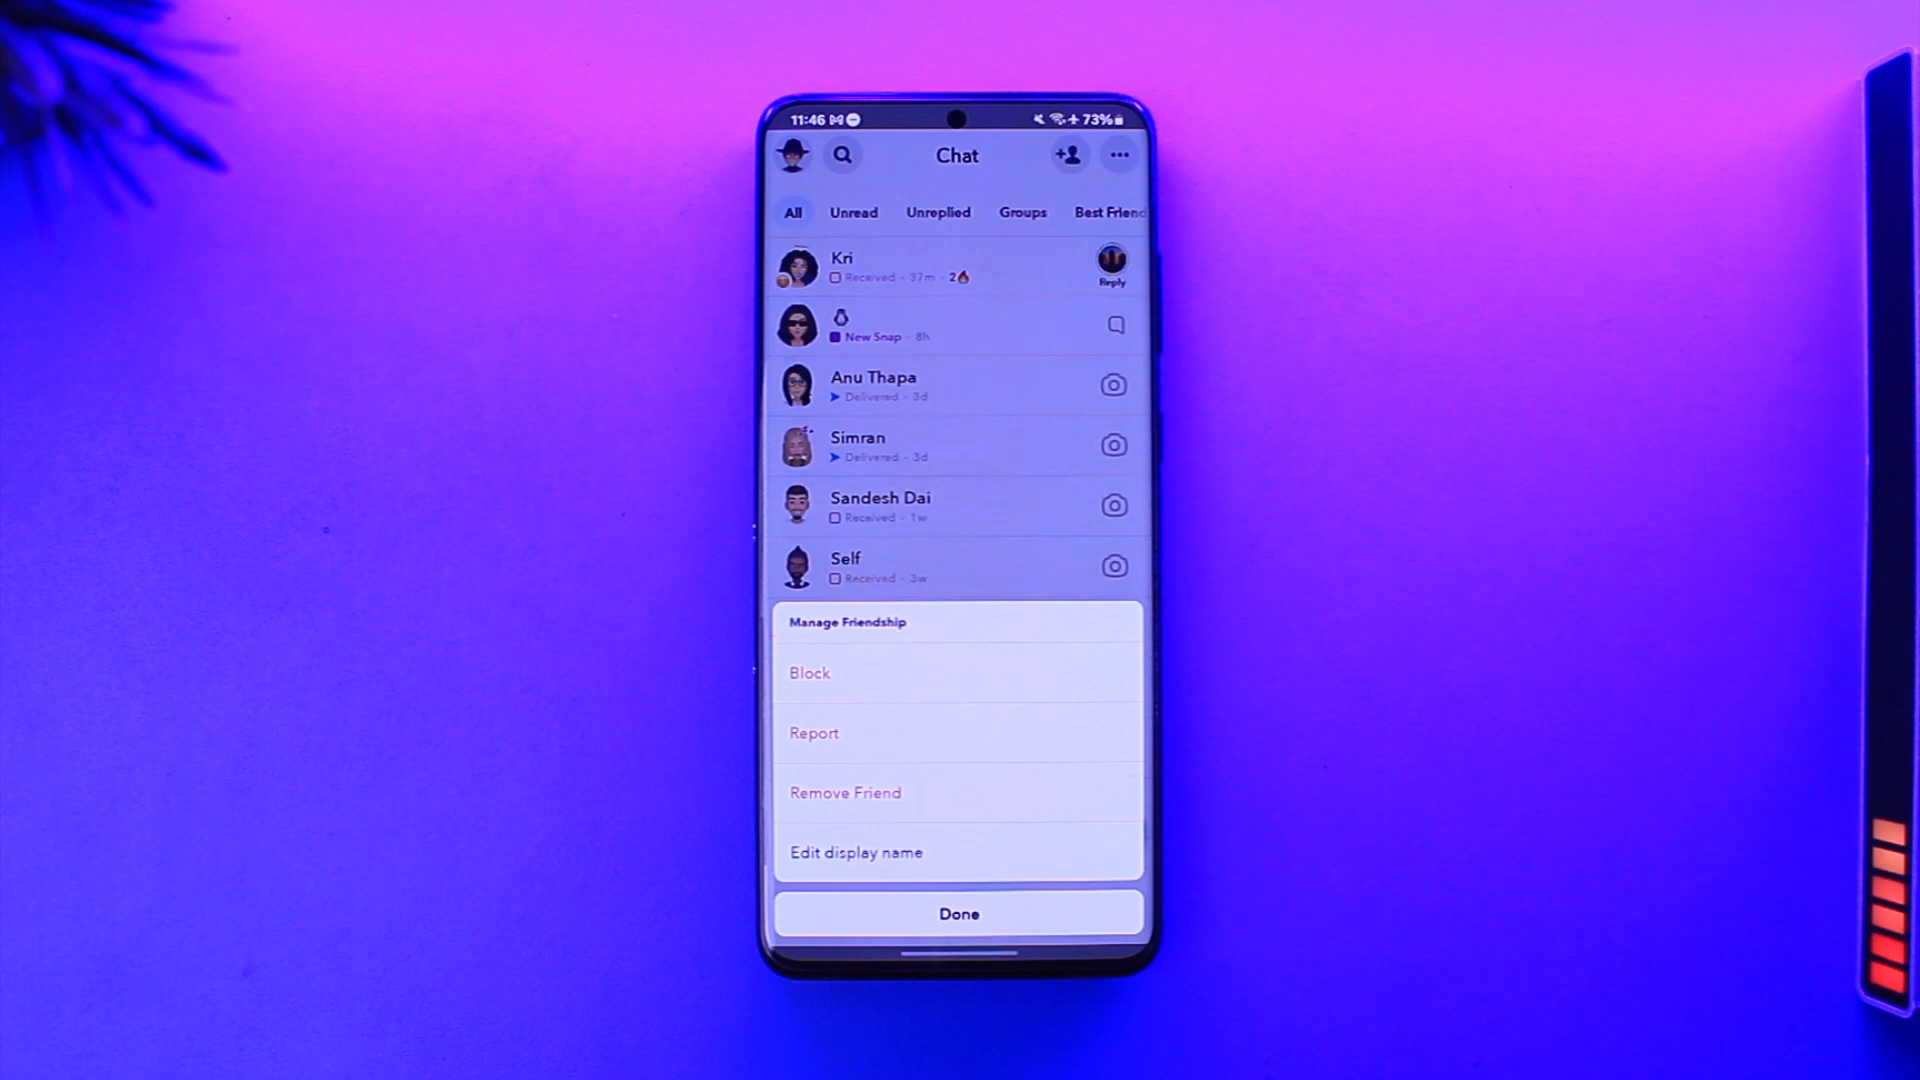 11:46 73%
Chat
All Unread Unreplied Groups Best Friend
Kri
Received · 37m · 2🔥
Reply
New Snap · 8h
Anu Thapa
Delivered · 3d
Simran
Delivered · 3d
Sandesh Dai
Received · 1w
Self
Received · 3w
Manage Friendship
Block
Report
Remove Friend
Edit display name
Done